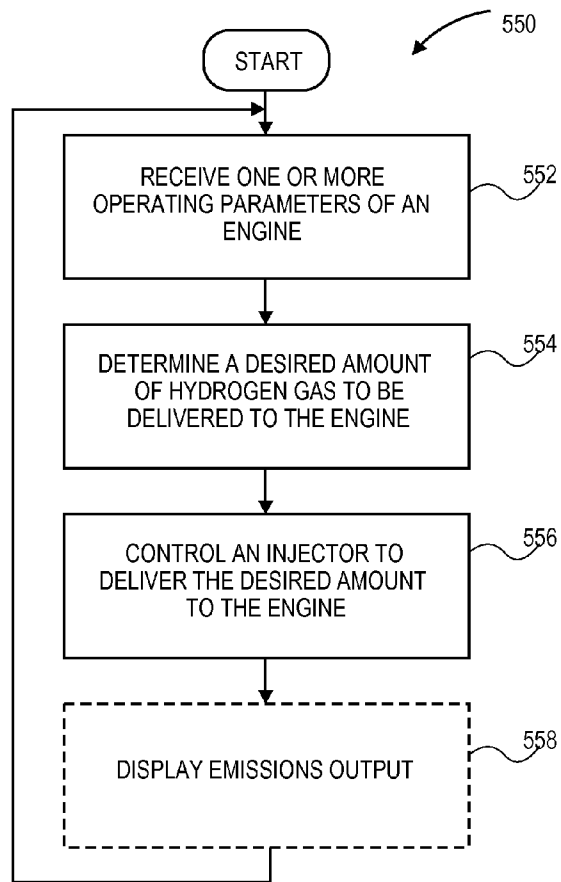 550
START
RECEIVE ONE OR MORE
OPERATING PARAMETERS OF AN
ENGINE
552
DETERMINE A DESIRED AMOUNT
OF HYDROGEN GAS TO BE
DELIVERED TO THE ENGINE
554
CONTROL AN INJECTOR TO
DELIVER THE DESIRED AMOUNT
TO THE ENGINE
556
DISPLAY EMISSIONS OUTPUT
558